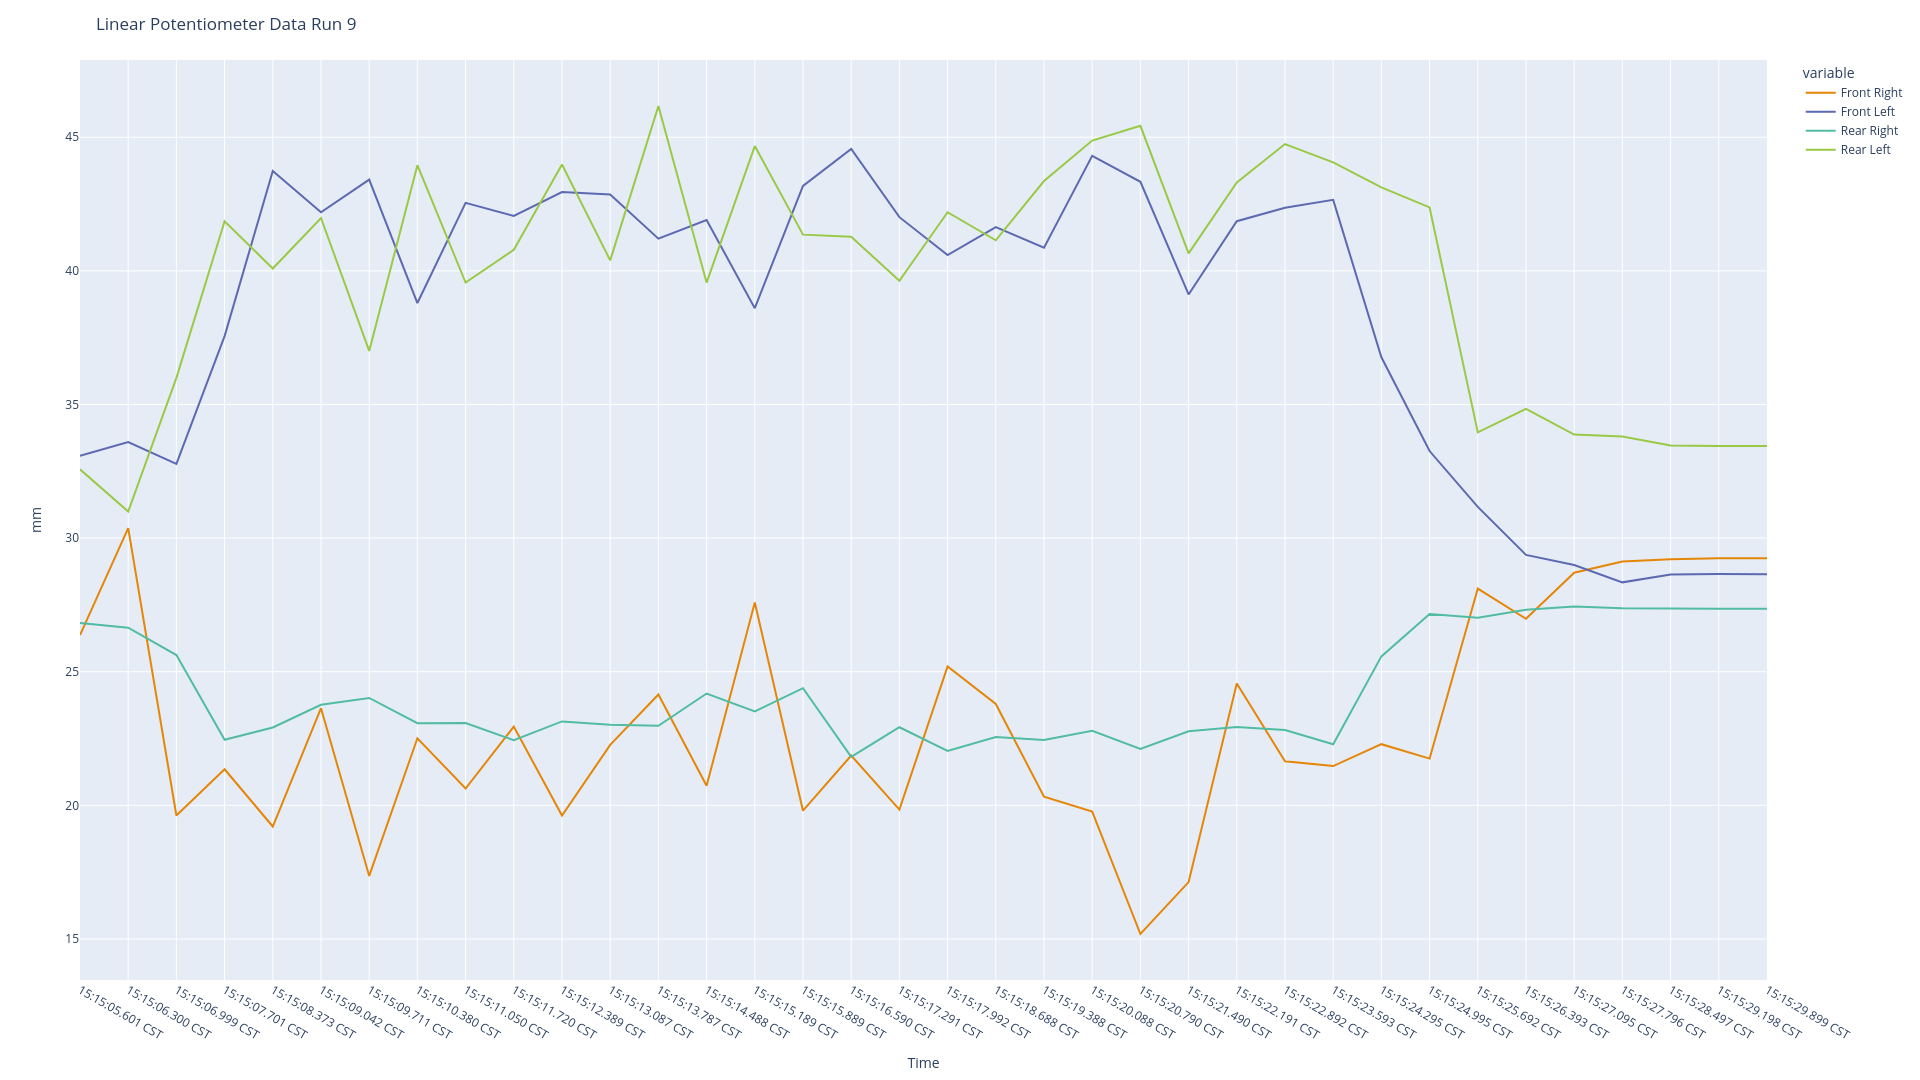 Linear Potentiometer Data Run 9
variable
Front Right
Front Left
Rear Right
Rear Left
45
40
35
30
25
20
15
mm
15:15:05.601 CST
15:15:06.300 CST
15:15:06.999 CST
15:15:07.701 CST
15:15:08.373 CST
15:15:09.042 CST
15:15:09.711 CST
15:15:10.380 CST
15:15:11.050 CST
15:15:11.720 CST
15:15:12.389 CST
15:15:13.087 CST
15:15:13.787 CST
15:15:14.488 CST
15:15:15.189 CST
15:15:15.889 CST
15:15:16.590 CST
15:15:17.291 CST
15:15:17.992 CST
15:15:18.688 CST
15:15:19.388 CST
15:15:20.088 CST
15:15:20.790 CST
15:15:21.490 CST
15:15:22.191 CST
15:15:22.892 CST
15:15:23.593 CST
15:15:24.295 CST
15:15:24.995 CST
15:15:25.692 CST
15:15:26.393 CST
15:15:27.095 CST
15:15:27.796 CST
15:15:28.497 CST
15:15:29.198 CST
15:15:29.899 CST
Time